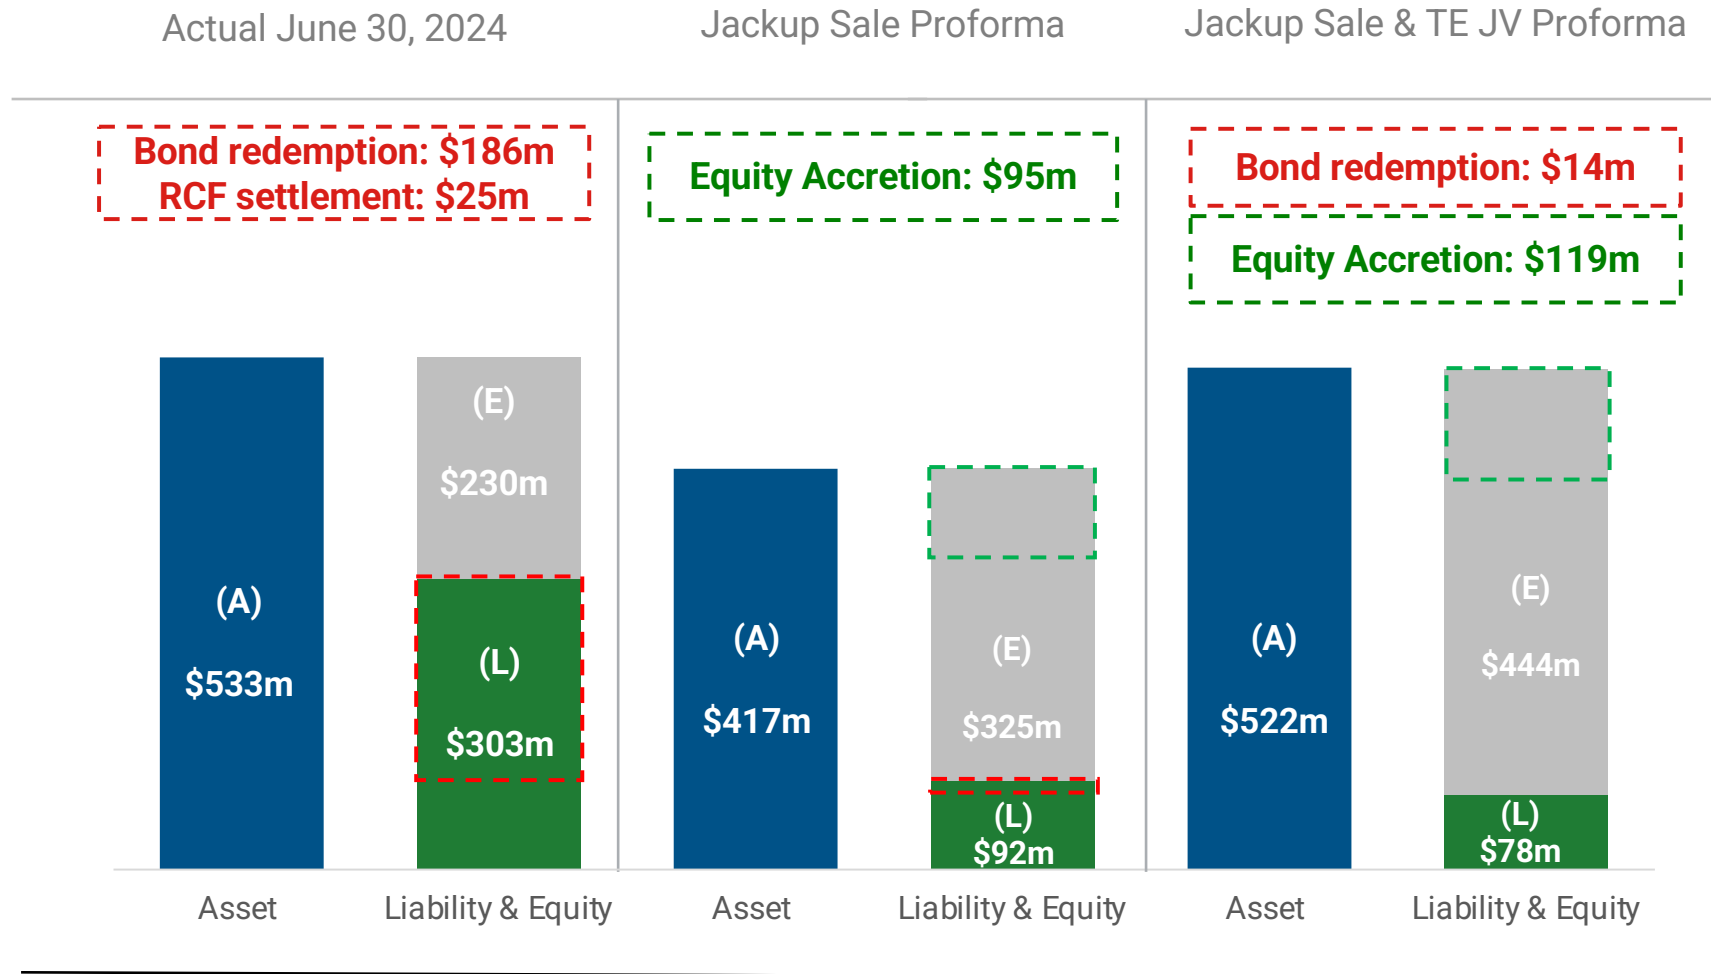 Actual June 30, 2024
Jackup Sale Proforma
Jackup Sale & TE JV Proforma
Bond redemption: $186m
RCF settlement: $25m
Equity Accretion: $95m
Bond redemption: $14m
Equity Accretion: $119m
(A)
$533m
(E)
$230m
(L)
$303m
(A)
$417m
(E)
$325m
(L)
$92m
(A)
$522m
(E)
$444m
(L)
$78m
Asset
Liability & Equity
Asset
Liability & Equity
Asset
Liability & Equity